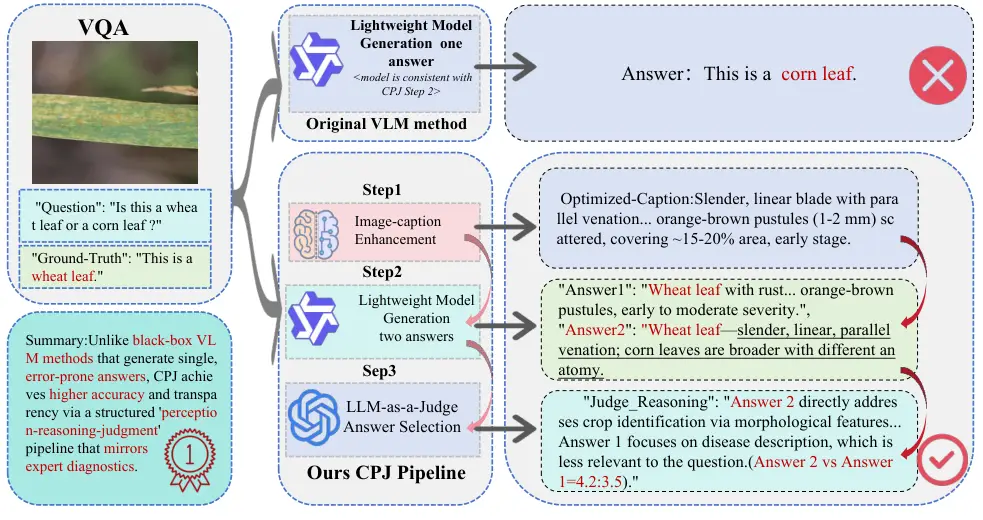 VQA
"Question": "Is this a whea
t leaf or a corn leaf ?"
"Ground-Truth": "This is a
wheat leaf."
Summary:Unlike black-box VL
M methods that generate single,
error-prone answers, CPJ achie
ves higher accuracy and transpa
rency via a structured 'perceptio
n-reasoning-judgment'
pipeline that mirrors
expert diagnostics.
1
Lightweight Model
Generation one
answer
<model is consistent with
CPJ Step 2>
Original VLM method
Answer: This is a corn leaf.
Step1
Image-caption
Enhancement
Step2
Lightweight Model
Generation
two answers
Sep3
LLM-as-a-Judge
Answer Selection
Ours CPJ Pipeline
Optimized-Caption:Slender, linear blade with para
llel venation... orange-brown pustules (1-2 mm) sc
attered, covering ~15-20% area, early stage.
"Answer1": "Wheat leaf with rust... orange-brown
pustules, early to moderate severity.",
"Answer2": "Wheat leaf—slender, linear, parallel
venation; corn leaves are broader with different an
atomy.
"Judge_Reasoning": "Answer 2 directly addres
ses crop identification via morphological features...
Answer 1 focuses on disease description, which is
less relevant to the question.(Answer 2 vs Answer
1=4.2:3.5)."